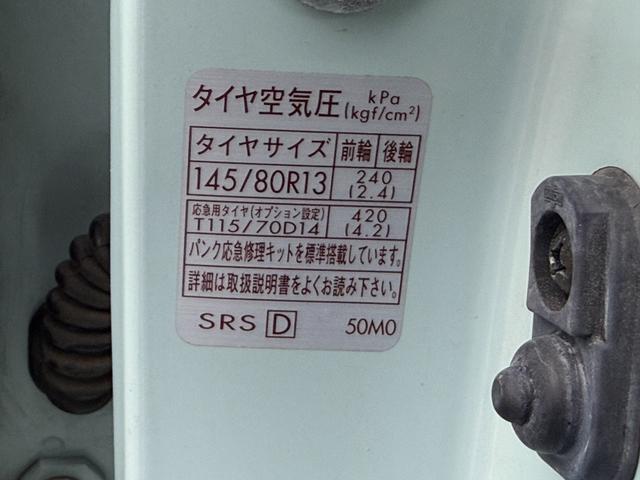 タイヤ空気圧 kPa (kgf/cm²)
タイヤサイズ 前輪 後輪
145/80R13 240 (2.4)
応急用タイヤ(オプション設定) 420
T115/70D14 (4.2)
パンク応急修理キットを標準搭載しています。
詳細は取扱説明書をよくお読み下さい。
SRS D 50M0